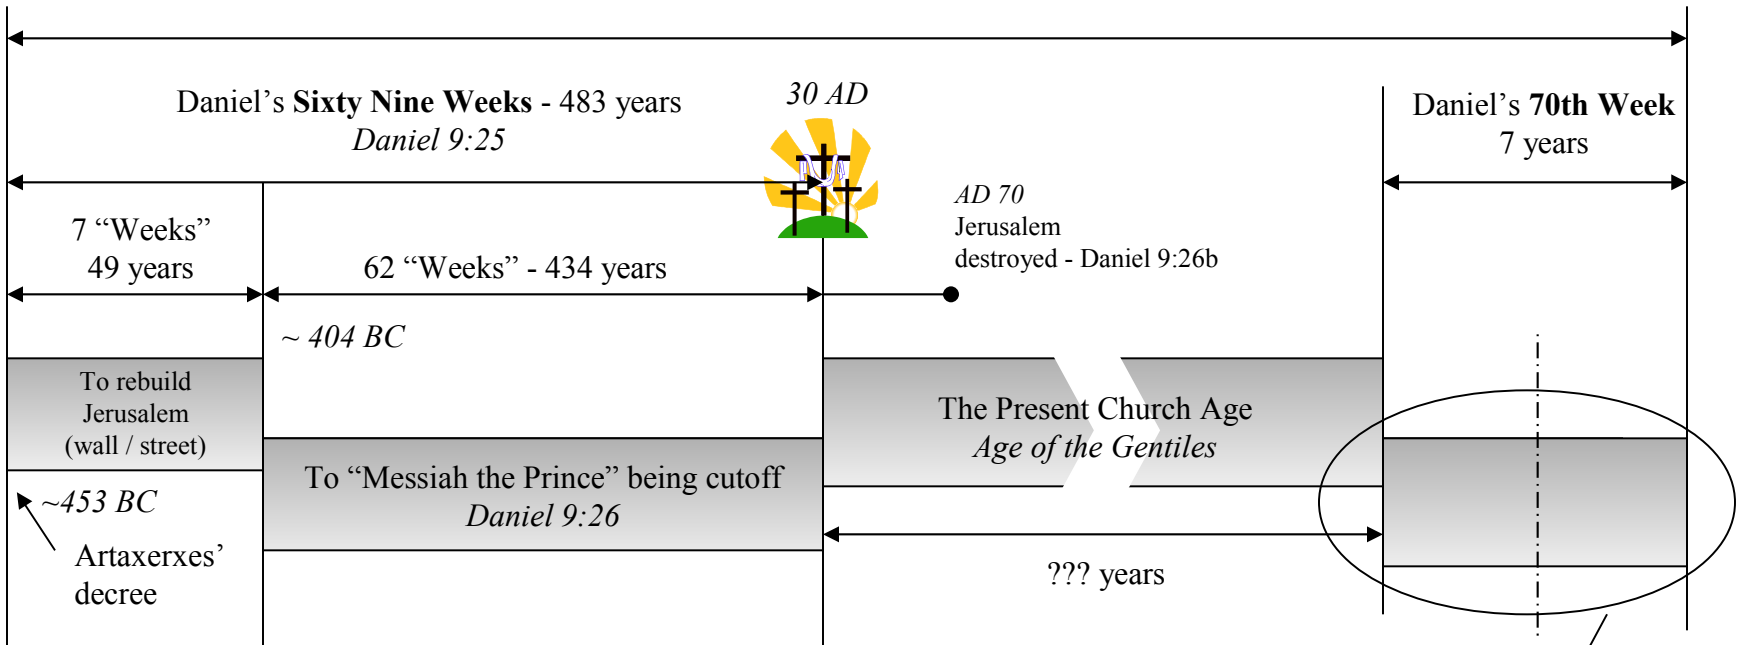 Daniel’s Sixty Nine Weeks - 483 years
Daniel 9:25
30 AD
Daniel’s 70th Week
7 years
AD 70
Jerusalem
destroyed - Daniel 9:26b
7 “Weeks”
49 years
62 “Weeks” - 434 years
~ 404 BC
To rebuild
Jerusalem
(wall / street)
The Present Church Age
Age of the Gentiles
To “Messiah the Prince” being cutoff
Daniel 9:26
~453 BC
Artaxerxes’
decree
??? years